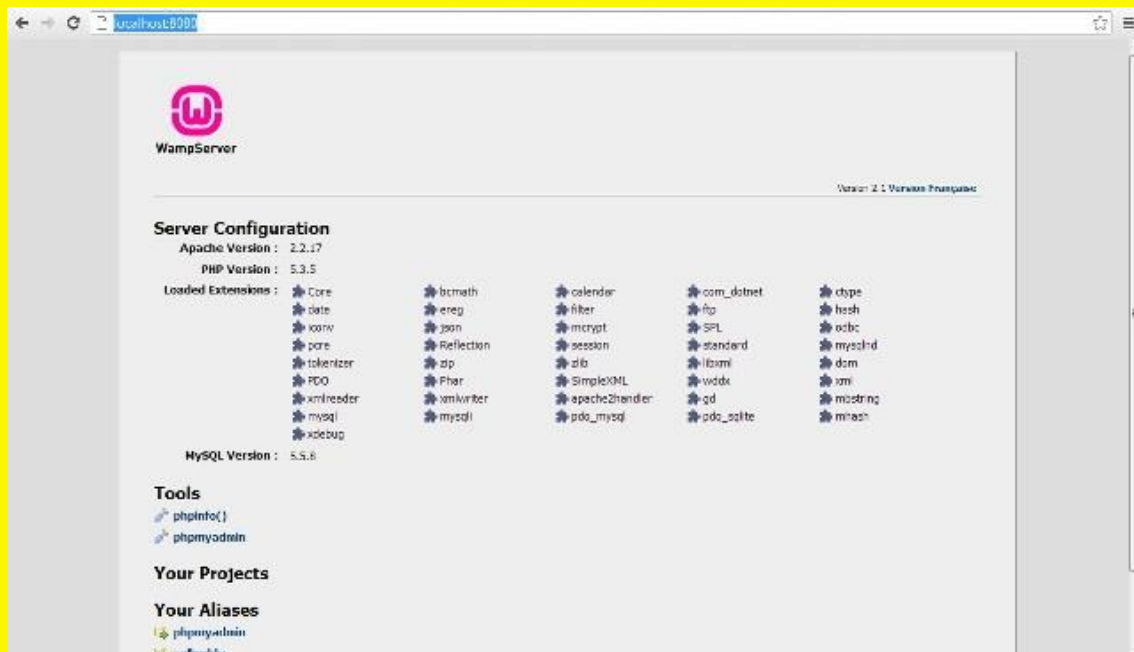 localhost:8080
WampServer
Version 2.1 Version Française
Server Configuration
Apache Version : 2.2.17
PHP Version : 5.3.5
Loaded Extensions : Core bcmath calendar com_dotnet ctype
date ereg filter ftp hash
iconv json mcrypt SPL odbc
pcre Reflection session standard mysqlnd
tokenizer zip zlib libxml dom
PDO Phar SimpleXML wddx xml
xmlreader xmlwriter apache2handler gd mbstring
mysql mysqli pdo_mysql pdo_sqlite mhash
xdebug
MySQL Version : 5.5.8
Tools
phpinfo()
phpmyadmin
Your Projects
Your Aliases
phpmyadmin